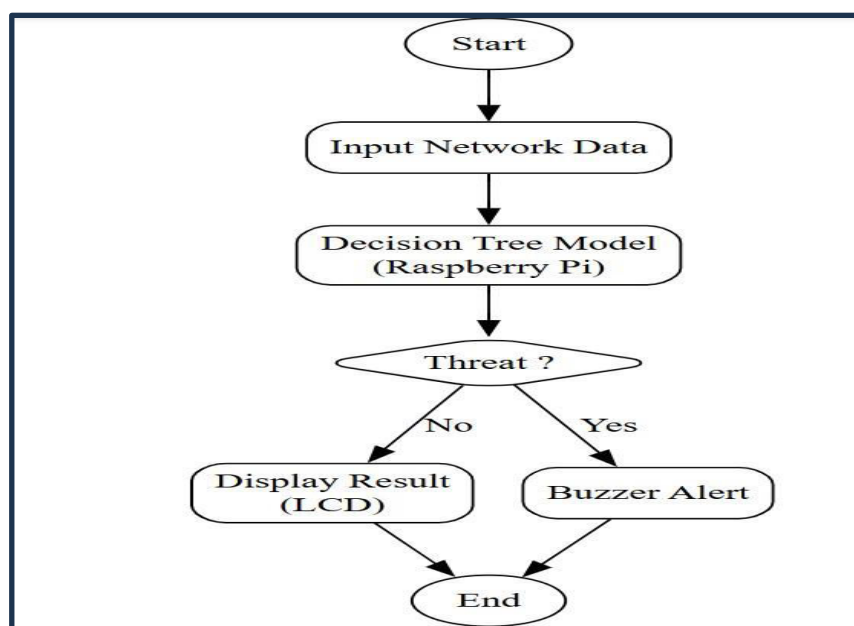 Start
Input Network Data
Decision Tree Model
(Raspberry Pi)
Threat ?
No
Yes
Display Result
(LCD)
Buzzer Alert
End